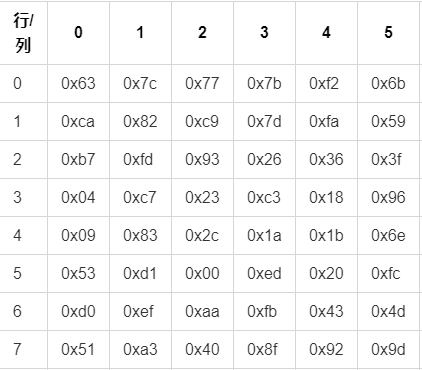 行/列 0 1 2 3 4 5
0 0x63 0x7c 0x77 0x7b 0xf2 0x6b
1 0xca 0x82 0xc9 0x7d 0xfa 0x59
2 0xb7 0xfd 0x93 0x26 0x36 0x3f
3 0x04 0xc7 0x23 0xc3 0x18 0x96
4 0x09 0x83 0x2c 0x1a 0x1b 0x6e
5 0x53 0xd1 0x00 0xed 0x20 0xfc
6 0xd0 0xef 0xaa 0xfb 0x43 0x4d
7 0x51 0xa3 0x40 0x8f 0x92 0x9d